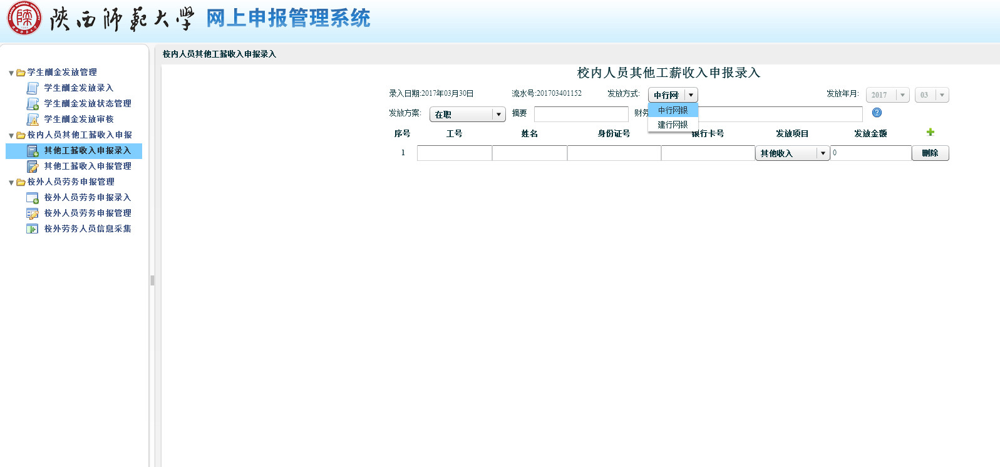 陕西师范大学 网上申报管理系统
校内人员其他工薪收入申报录入
学生酬金发放管理
学生酬金发放录入
学生酬金发放状态管理
学生酬金发放审核
校内人员其他工薪收入申报
其他工薪收入申报录入
其他工薪收入申报管理
校外人员劳务申报管理
校外人员劳务申报录入
校外人员劳务申报管理
校外劳务人员信息采集
校内人员其他工薪收入申报录入
录入日期:2017年03月30日 流水号:201703401152 发放方式: 中行网 发放年月: 2017 03
中行网银
建行网银
发放方案: 在职 摘要 财务
序号 工号 姓名 身份证号 银行卡号 发放项目 发放金额
1 其他收入 0 删除